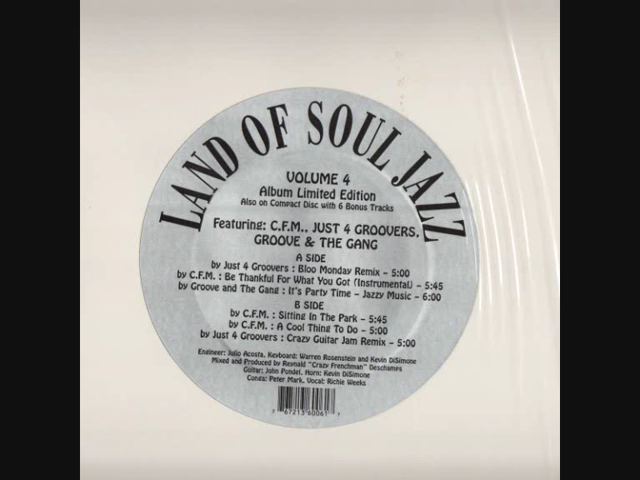 LAND OF SOUL JAZZ
VOLUME 4
Album Limited Edition
Also on Compact Disc with 6 Bonus Tracks
Featuring: C.F.M.. JUST 4 GROOVERS.
GROOVE & THE GANG
A SIDE
by Just 4 Groovers : Bloo Monday Remix - 5:00
by C.F.M. : Be Thankful For What You Got (Instrumental) - 5:45
by Groove and The Gang : It's Party Time - Jazzy Music - 6:00
B SIDE
by C.F.M. : Sitting In The Park - 5:45
by C.F.M. : A Cool Thing To Do - 5:00
by Just 4 Groovers : Crazy Guitar Jam Remix - 5:00
Engineer: Julio Acosta, Keyboard: Warren Rosenstein and Kevin DiSimone
Mixed and Produced by Reynald "Crazy Frenchman" Deschamps
Guitar: John Pondel, Horn: Kevin DiSimone
Conga: Peter Mark, Vocal: Richie Weeks
7 67213 60061 7